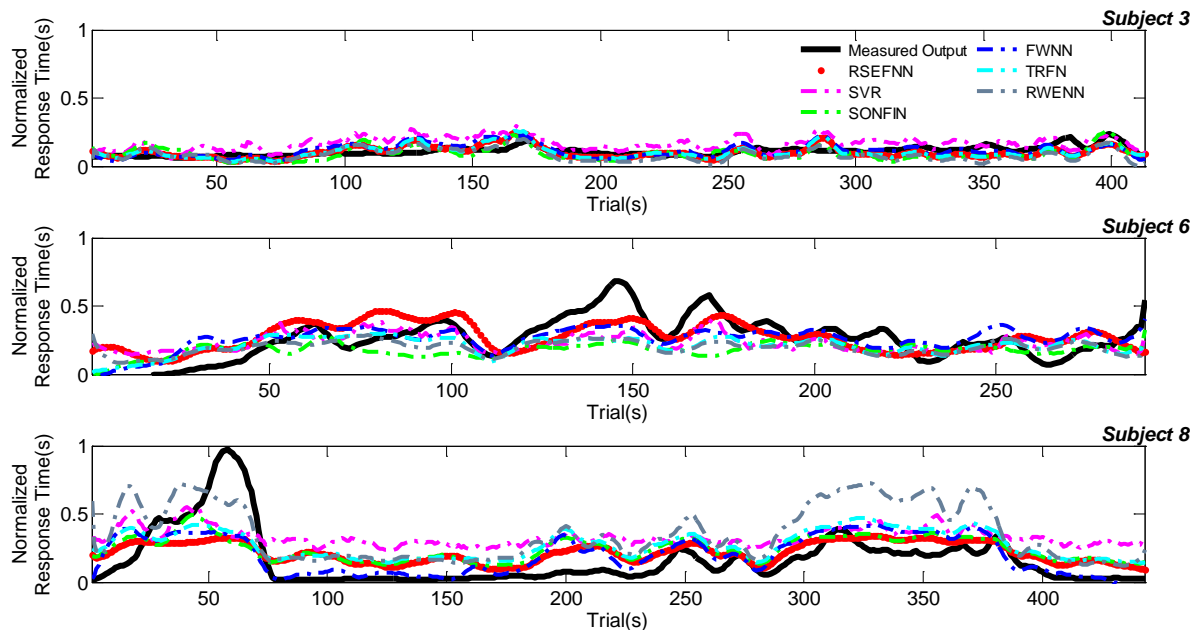 Subject 3
Normalized
Response Time(s)
1
0.5
0
Measured Output
RSEFNN
SVR
SONFIN
FWNN
TRFN
RWENN
50 100 150 200 250 300 350 400
Trial(s)
Subject 6
Normalized
Response Time(s)
1
0.5
0
50 100 150 200 250
Trial(s)
Subject 8
Normalized
Response Time(s)
1
0.5
0
50 100 150 200 250 300 350 400
Trial(s)